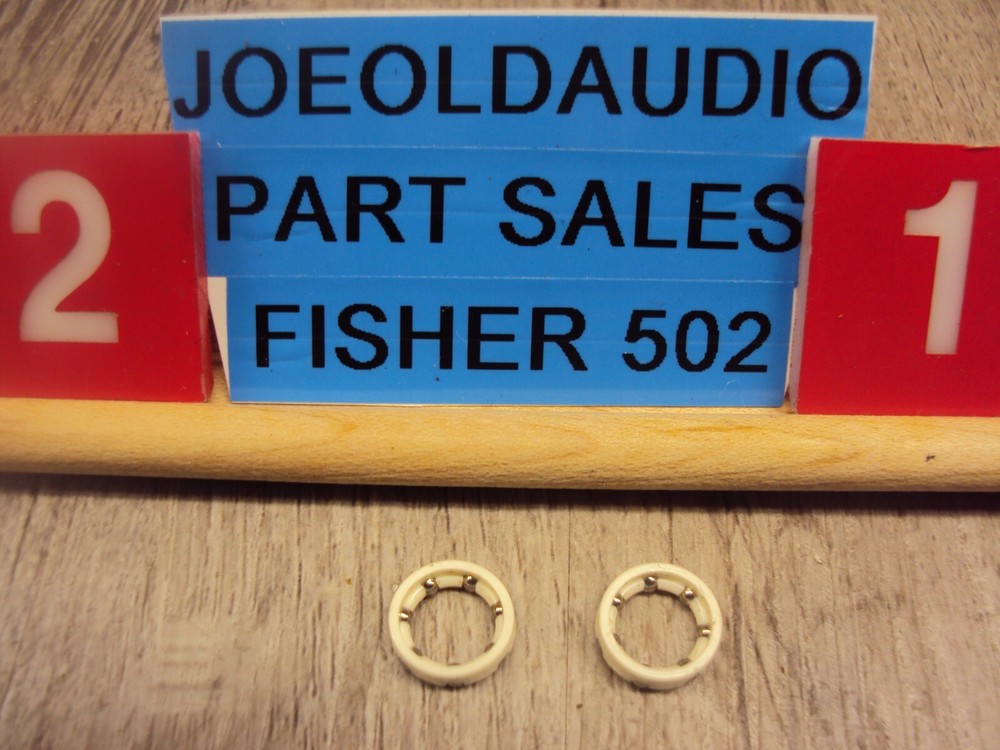 JOEOLDAUDIO
PART SALES
2
1
FISHER 502